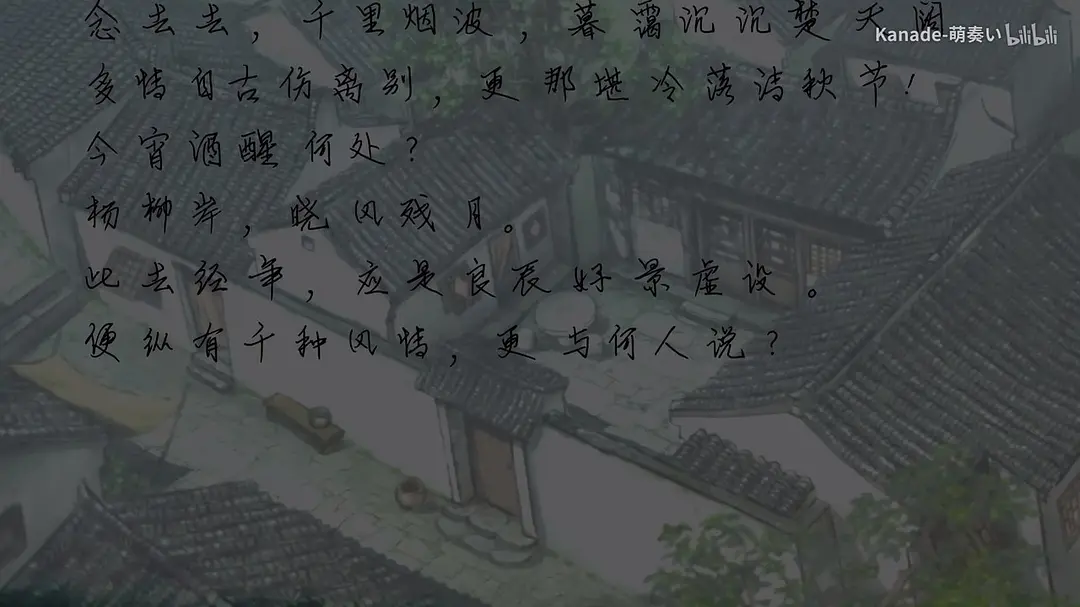 Kanade-萌奏い bilibili
念去去，千里烟波，暮霭沉沉楚天阔
多情自古伤离别，更那堪冷落清秋节！
今宵酒醒何处？
杨柳岸，晓风残月。
此去经年，应是良辰好景虚设。
便纵有千种风情，更与何人说？